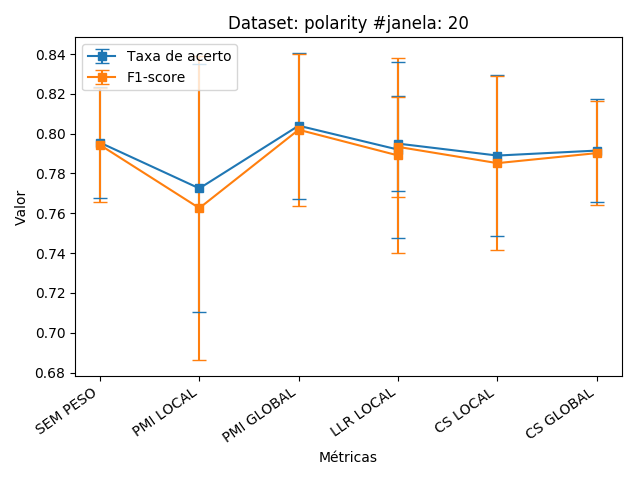 Dataset: polarity #janela: 20
Taxa de acerto
F1-score
Valor
0.84
0.82
0.80
0.78
0.76
0.74
0.72
0.70
0.68
SEM PESO
PMI LOCAL
PMI GLOBAL
LLR LOCAL
CS LOCAL
CS GLOBAL
Métricas